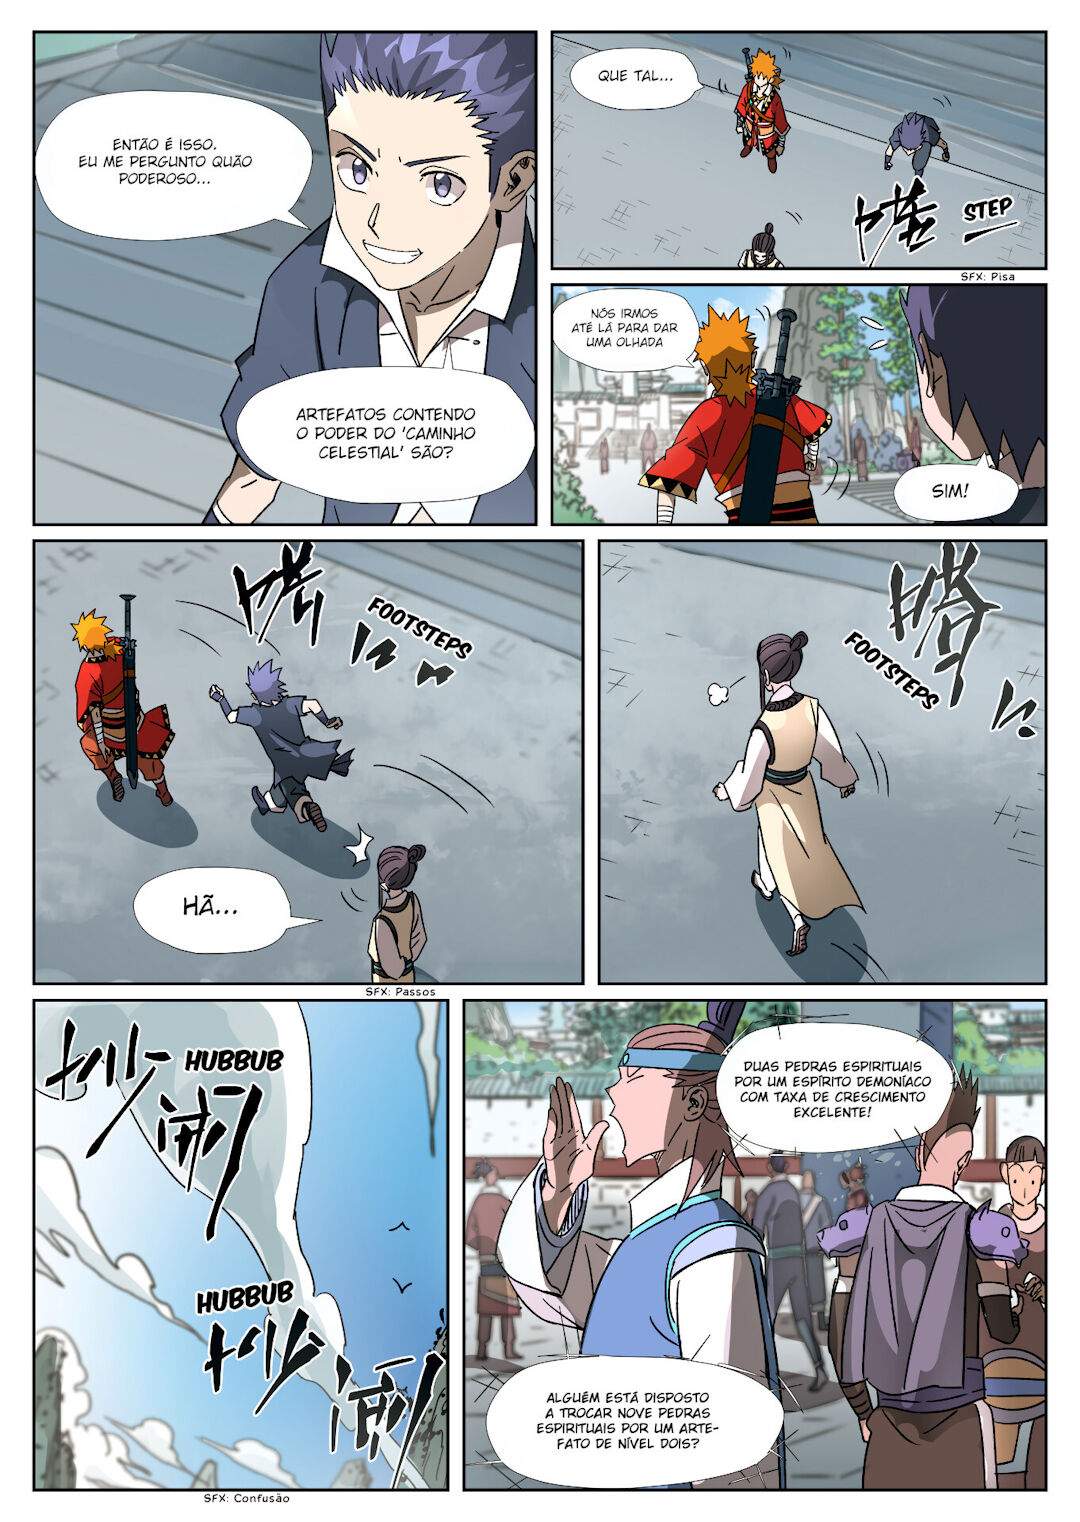 ENTÃO É ISSO.
EU ME PERGUNTO QUÃO
PODEROSO...
ARTEFATOS CONTENDO
O PODER DO 'CAMINHO
CELESTIAL' SÃO?
QUE TAL...
STEP
SFX: Pisa
NÓS IRMOS
ATÉ LÁ PARA DAR
UMA OLHADA
SIM!
嗒
FOOTSTEPS
HÃ...
SFX: Passos
嗒
FOOTSTEPS
HUBBUB
HUBBUB
SFX: Confusão
DUAS PEDRAS ESPIRITUAIS
POR UM ESPÍRITO DEMONÍACO
COM TAXA DE CRESCIMENTO
EXCELENTE!
ALGUÉM ESTÁ DISPOSTO
A TROCAR NOVE PEDRAS
ESPIRITUAIS POR UM ARTE-
FATO DE NÍVEL DOIS?